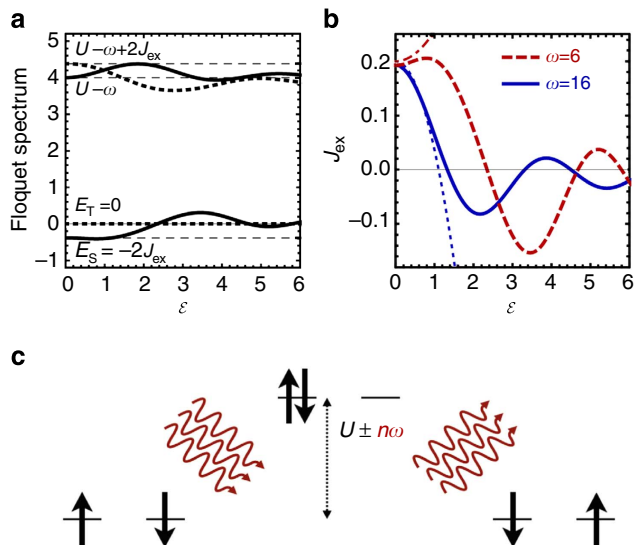 a
b
5
4
3
2
1
0
−1
U−ω+2Jex
U−ω
ET=0
ES=−2Jex
Floquet spectrum
0 1 2 3 4 5 6
ℰ
0.2
0.2
0.0
−0.1
Jex
ω=6
ω=16
0 1 2 3 4 5 6
ℰ
c
U ± nω